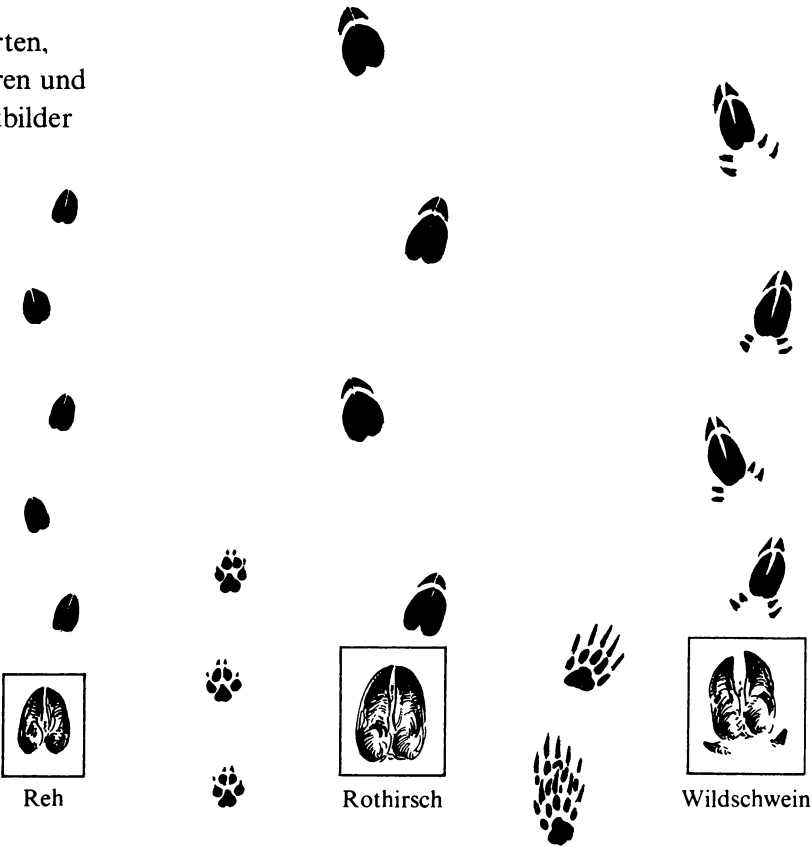 rten,
ren und
bilder
Reh
Rothirsch
Wildschwein